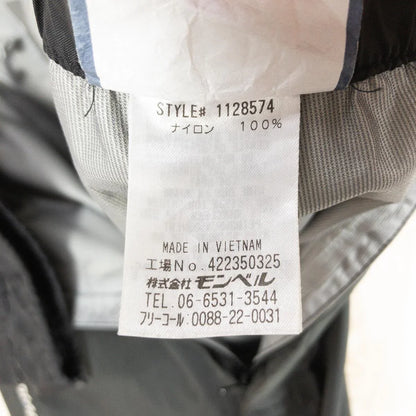 STYLE# 1128574
ナイロン 100%
MADE IN VIETNAM
工場No.422350325
株式会社 モンベル
TEL.06-6531-3544
フリーコール:0088-22-0031